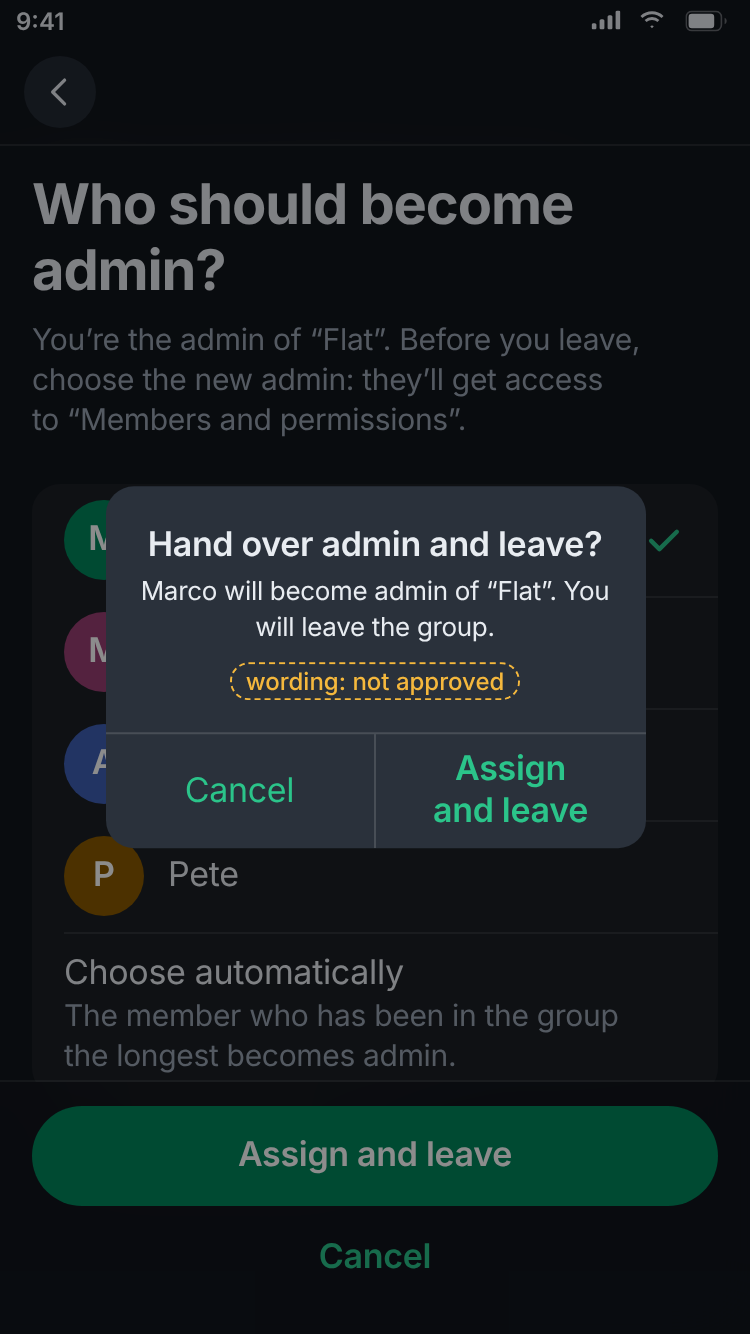 9:41
Who should become
admin?
You’re the admin of “Flat”. Before you leave,
choose the new admin: they’ll get access
to “Members and permissions”.
M
M
A
Hand over admin and leave?
Marco will become admin of “Flat”. You
will leave the group.
wording: not approved
Cancel
Assign
and leave
P
Pete
Choose automatically
The member who has been in the group
the longest becomes admin.
Assign and leave
Cancel